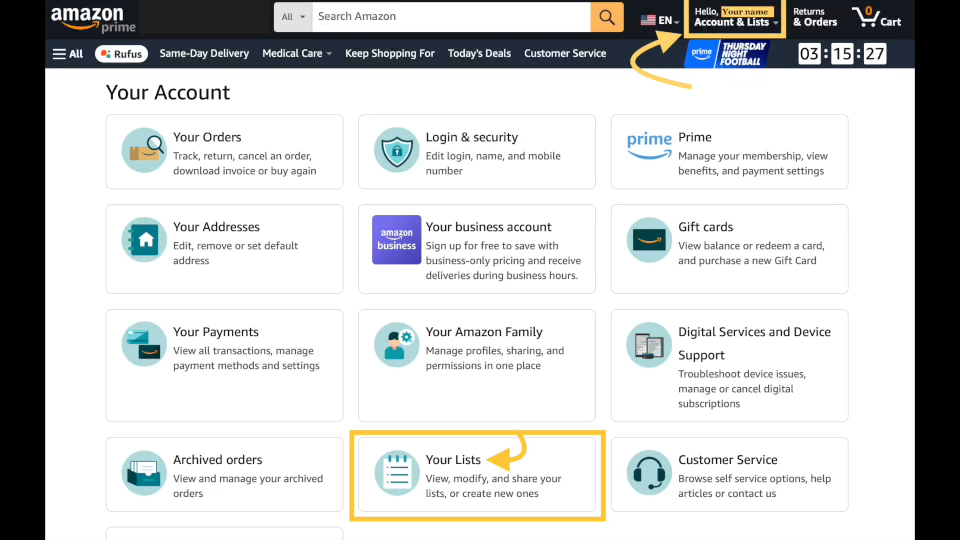 amazon
prime
All
Search Amazon
EN
Hello, Your name
Account & Lists
Returns
& Orders
0
Cart
All
Rufus
Same-Day Delivery
Medical Care
Keep Shopping For
Today's Deals
Customer Service
prime
THURSDAY
NIGHT
FOOTBALL
03:15:27
Your Account
Your Orders
Track, return, cancel an order,
download invoice or buy again
Login & security
Edit login, name, and mobile
number
prime
Prime
Manage your membership, view
benefits, and payment settings
Your Addresses
Edit, remove or set default
address
amazon
business
Your business account
Sign up for free to save with
business-only pricing and receive
deliveries during business hours.
Gift cards
View balance or redeem a card,
and purchase a new Gift Card
Your Payments
View all transactions, manage
payment methods and settings
Your Amazon Family
Manage profiles, sharing, and
permissions in one place
Digital Services and Device
Support
Troubleshoot device issues,
manage or cancel digital
subscriptions
Archived orders
View and manage your archived
orders
Your Lists
View, modify, and share your
lists, or create new ones
Customer Service
Browse self service options, help
articles or contact us